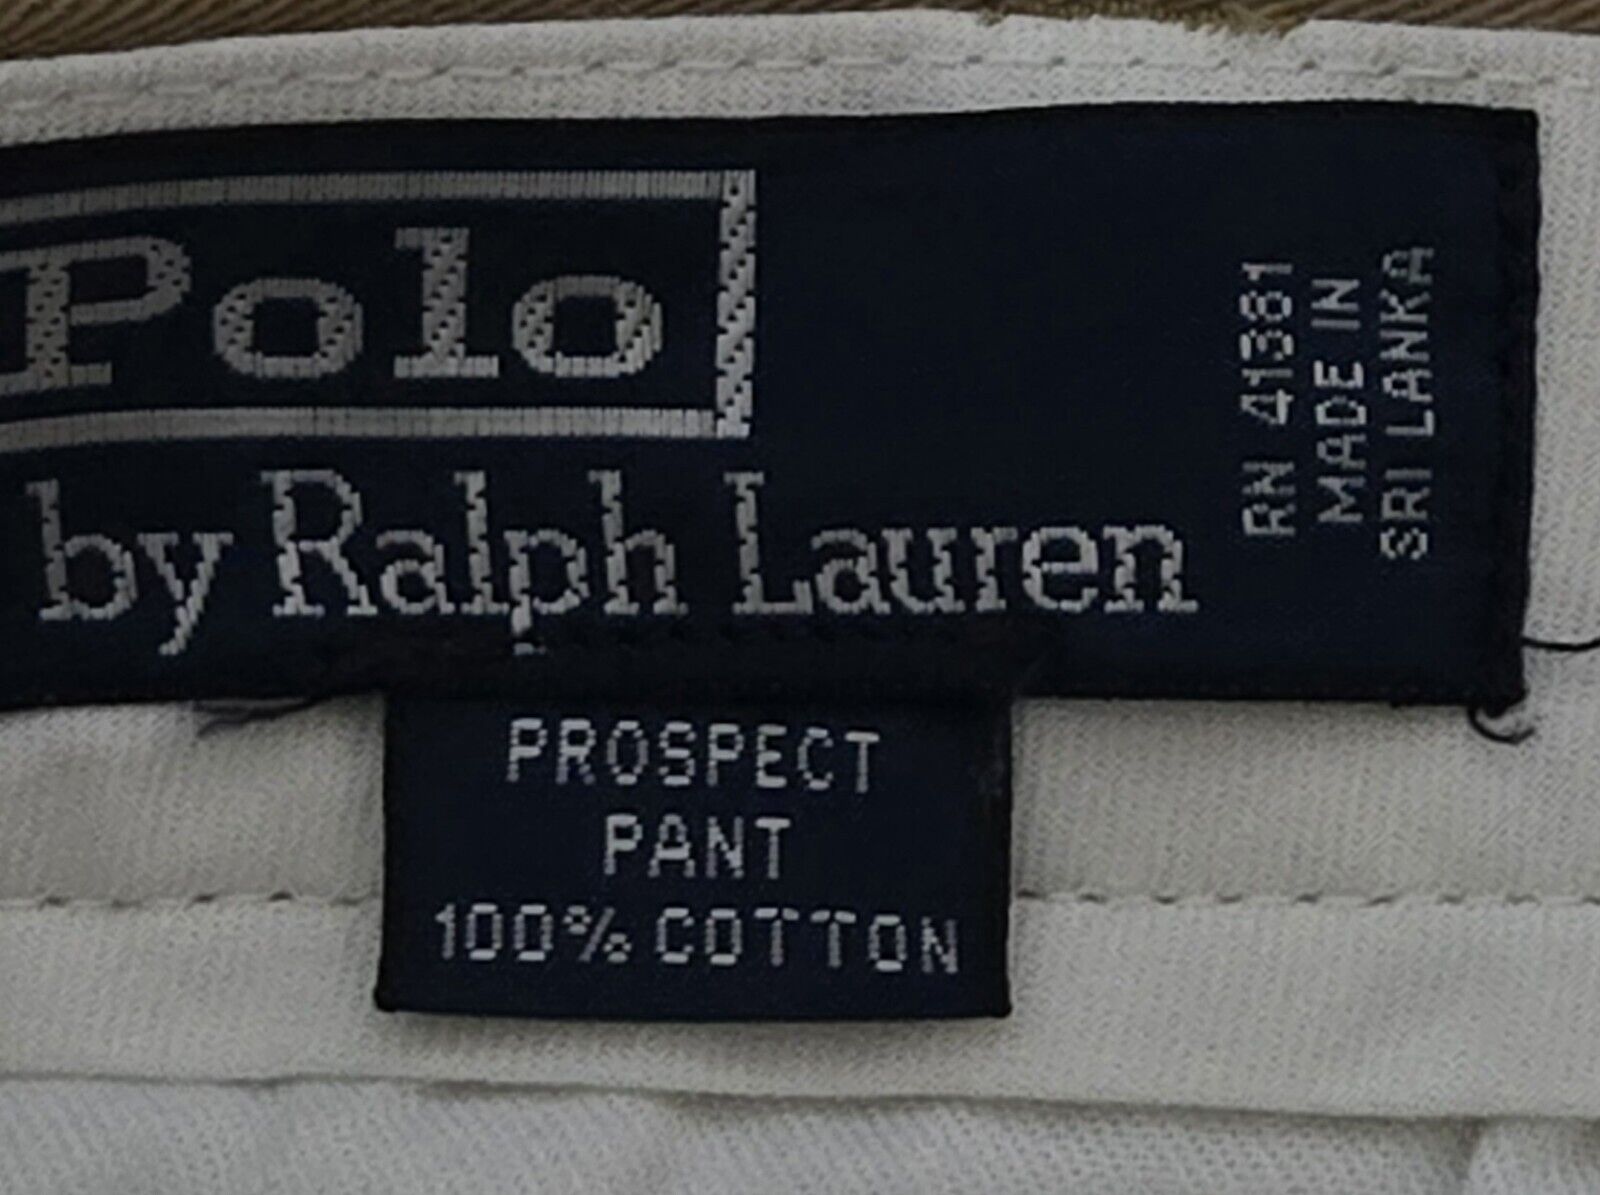 Polo
by Ralph Lauren
RN 41381
MADE IN
SRI LANKA
PROSPECT
PANT
100% COTTON